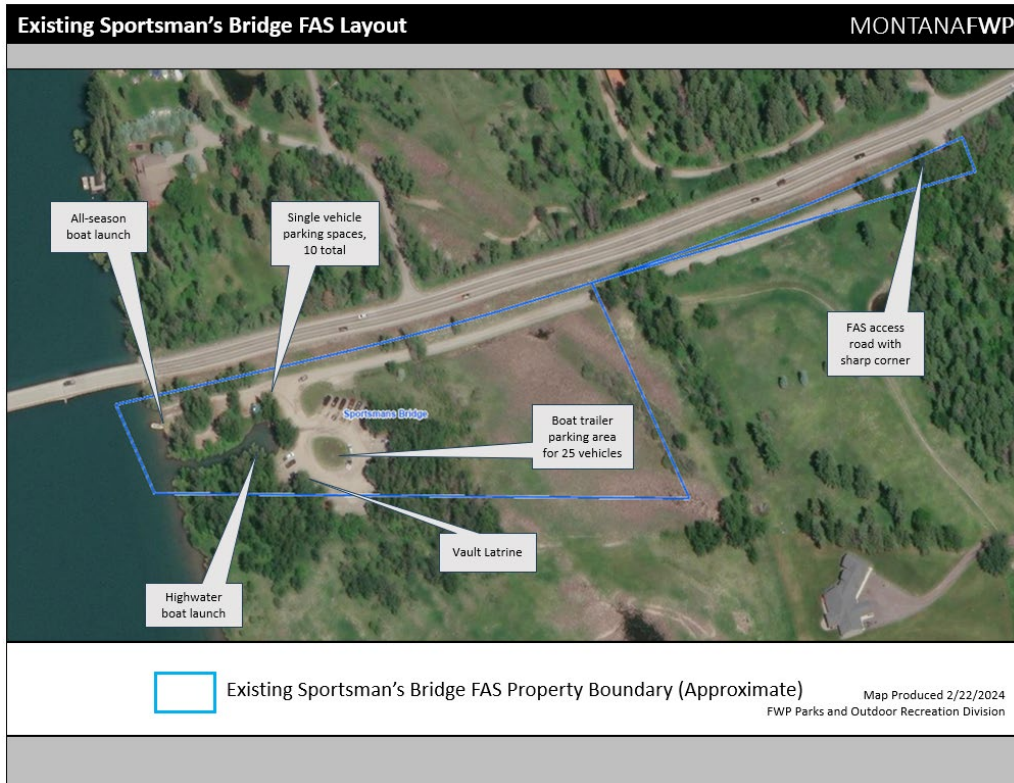 Existing Sportsman's Bridge FAS Layout
MONTANAFWP
All-season
boat launch
Single vehicle
parking spaces,
10 total
FAS access
road with
sharp corner
Sportsmans Bridge
Boat trailer
parking area
for 25 vehicles
Vault Latrine
Highwater
boat launch
Existing Sportsman's Bridge FAS Property Boundary (Approximate)
Map Produced 2/22/2024
FWP Parks and Outdoor Recreation Division